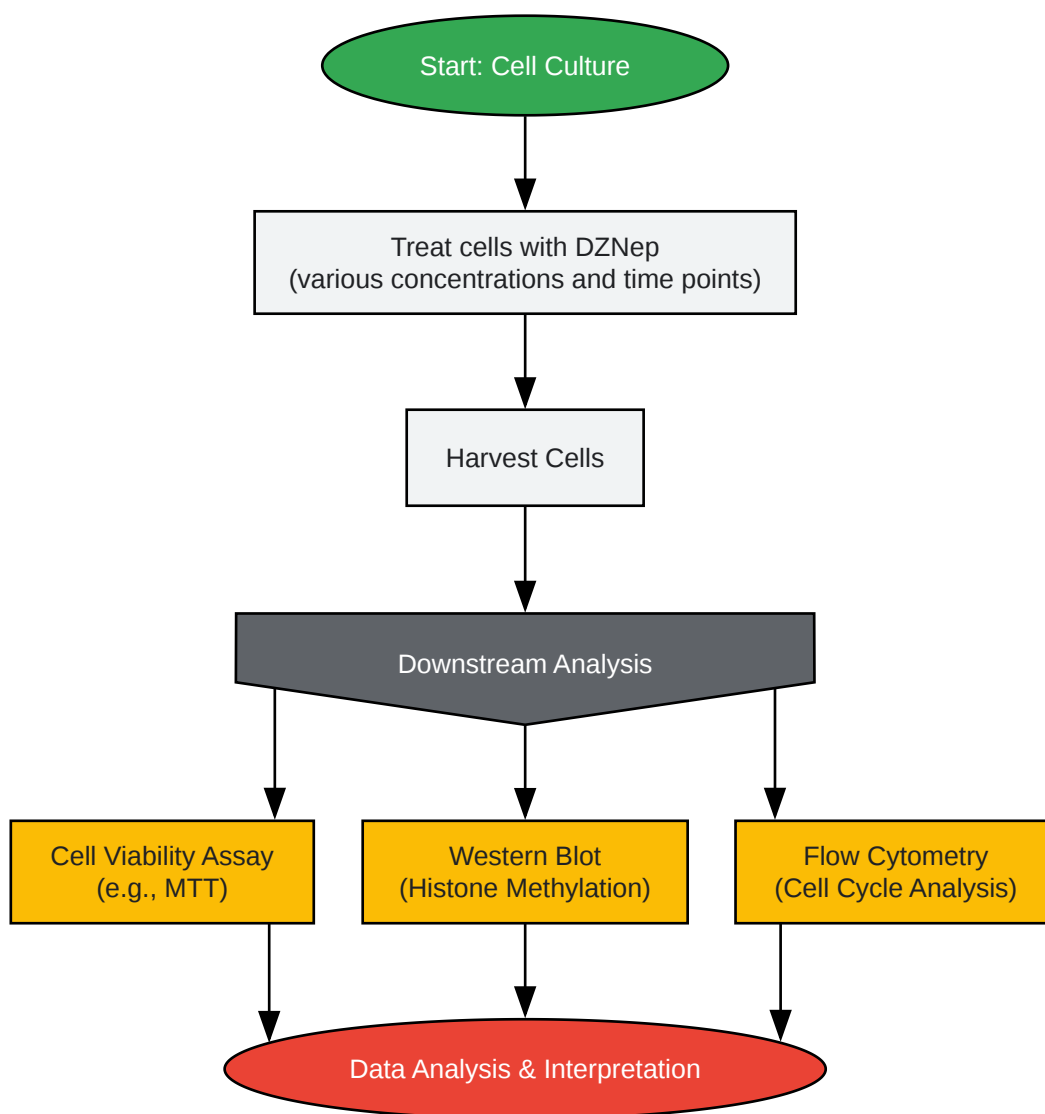 Start: Cell Culture
Treat cells with DZNep
(various concentrations and time points)
Harvest Cells
Downstream Analysis
Cell Viability Assay
(e.g., MTT)
Western Blot
(Histone Methylation)
Flow Cytometry
(Cell Cycle Analysis)
Data Analysis & Interpretation